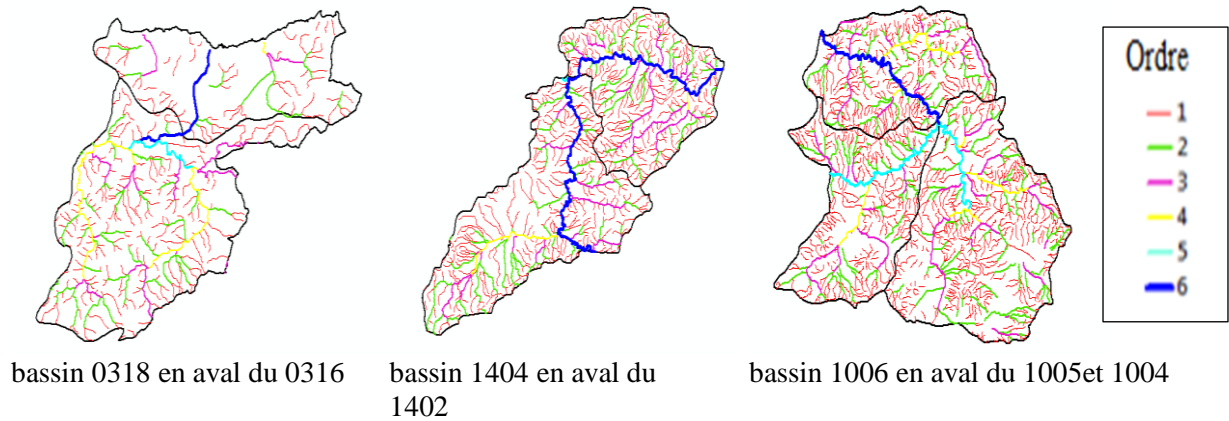 Ordre
1
2
3
4
5
6
bassin 0318 en aval du 0316
bassin 1404 en aval du
1402
bassin 1006 en aval du 1005et 1004